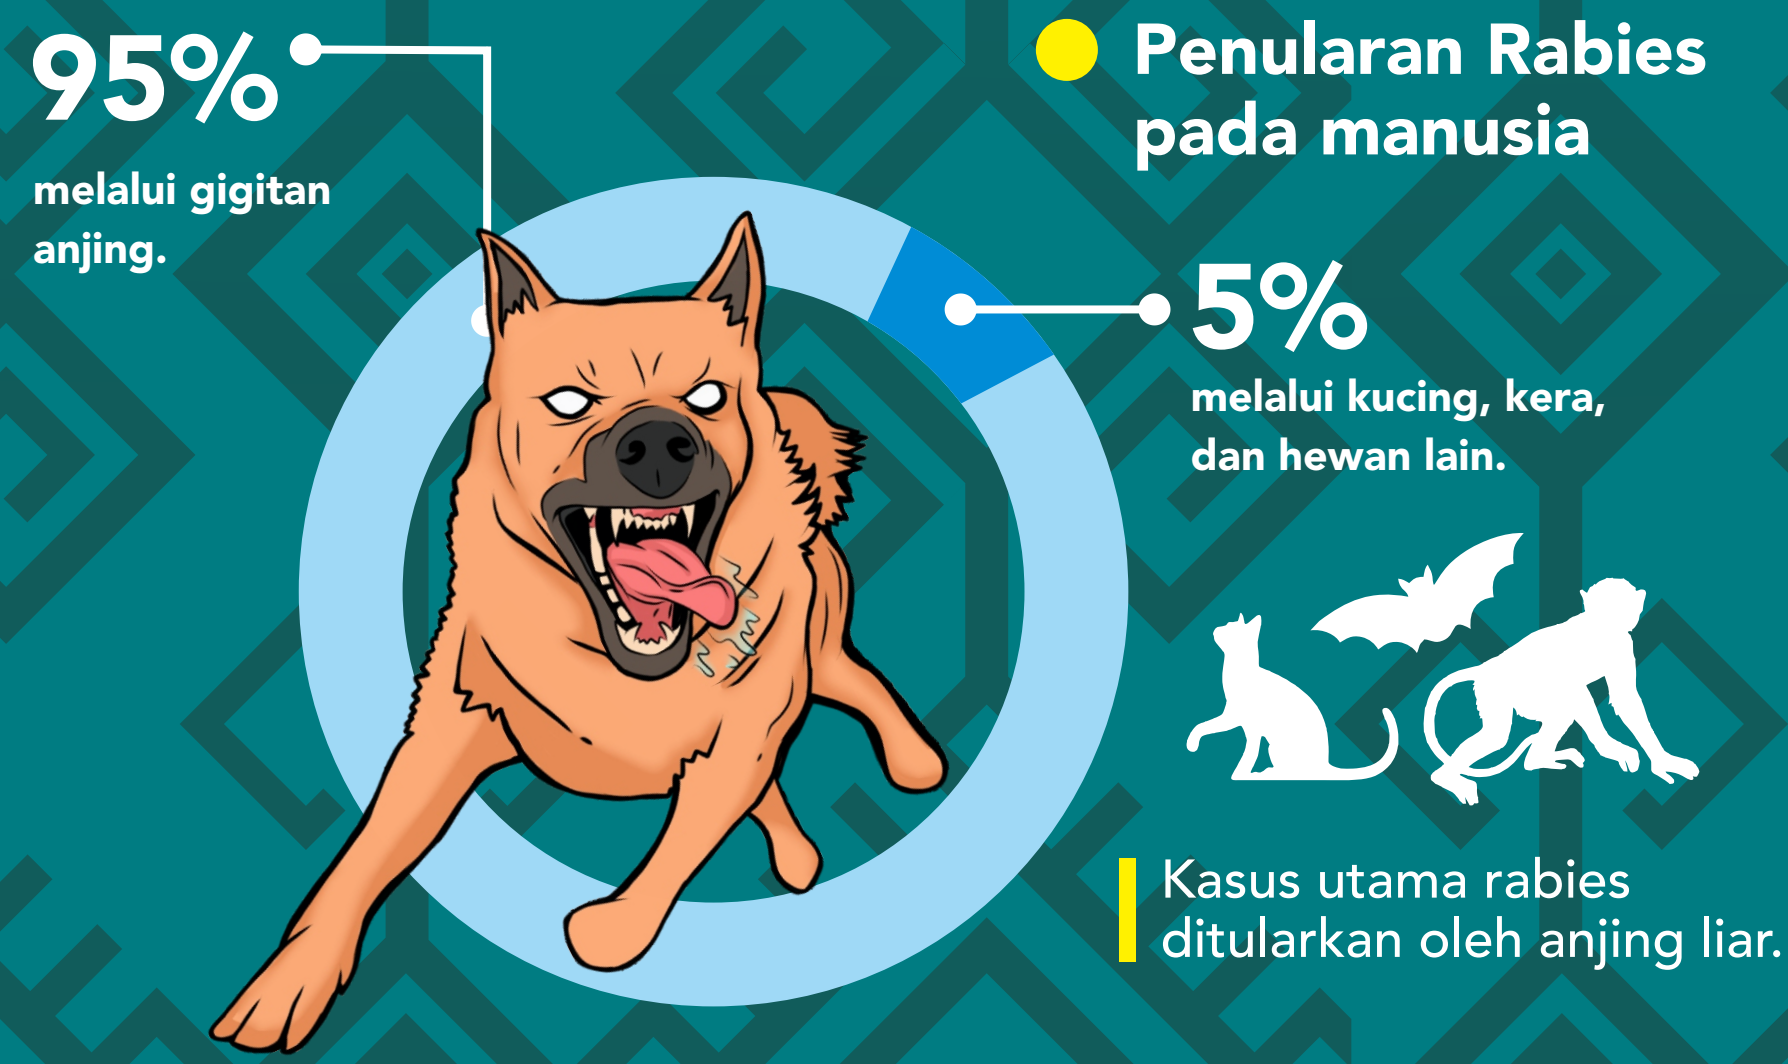 95%
melalui gigitan
anjing.
Penularan Rabies
pada manusia
5%
melalui kucing, kera,
dan hewan lain.
Kasus utama rabies
ditularkan oleh anjing liar.